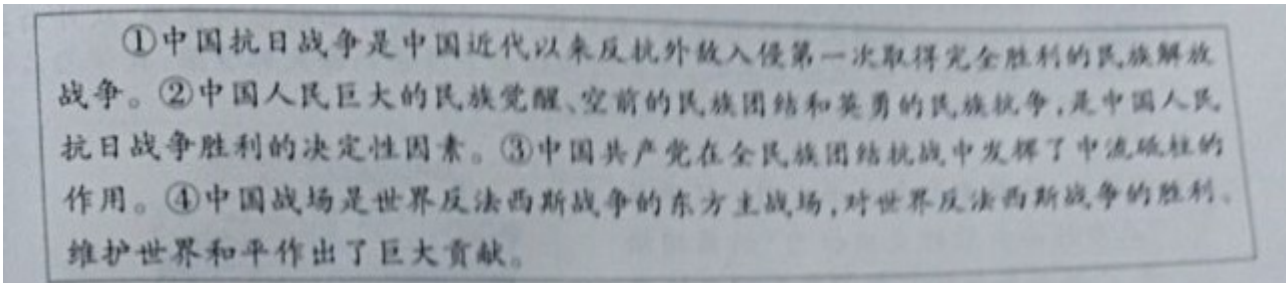 ①中国抗日战争是中国近代以来反抗外敌入侵第一次取得完全胜利的民族解放
战争。②中国人民巨大的民族觉醒、空前的民族团结和英勇的民族抗争,是中国人民
抗日战争胜利的决定性因素。③中国共产党在全民族团结抗战中发挥了中流砥柱的
作用。④中国战场是世界反法西斯战争的东方主战场,对世界反法西斯战争的胜利、
维护世界和平作出了巨大贡献。